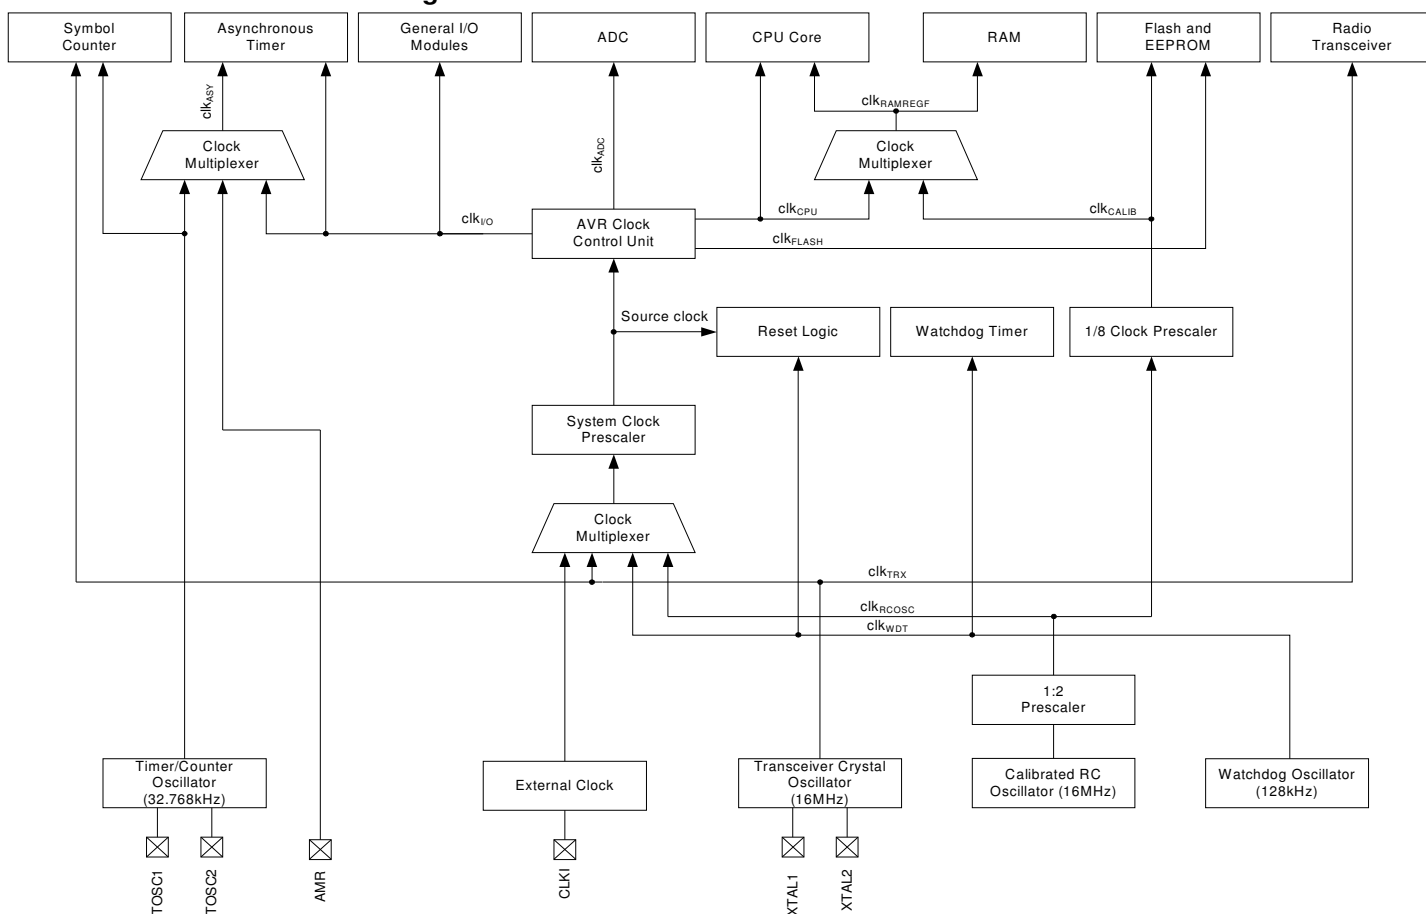 Symbol
Counter
Asynchronous
Timer
General I/O
Modules
ADC
CPU Core
RAM
Flash and
EEPROM
Radio
Transceiver
clkASY
clkADC
clkRAMREGF
Clock
Multiplexer
Clock
Multiplexer
clkI/O
AVR Clock
Control Unit
clkCPU
clkCALIB
clkFLASH
Source clock
Reset Logic
Watchdog Timer
1/8 Clock Prescaler
System Clock
Prescaler
Clock
Multiplexer
clkTRX
clkRCOSC
clkWDT
1:2
Prescaler
Timer/Counter
Oscillator
(32.768kHz)
External Clock
Transceiver Crystal
Oscillator
(16MHz)
Calibrated RC
Oscillator (16MHz)
Watchdog Oscillator
(128kHz)
TOSC1
TOSC2
AMR
CLKI
XTAL1
XTAL2